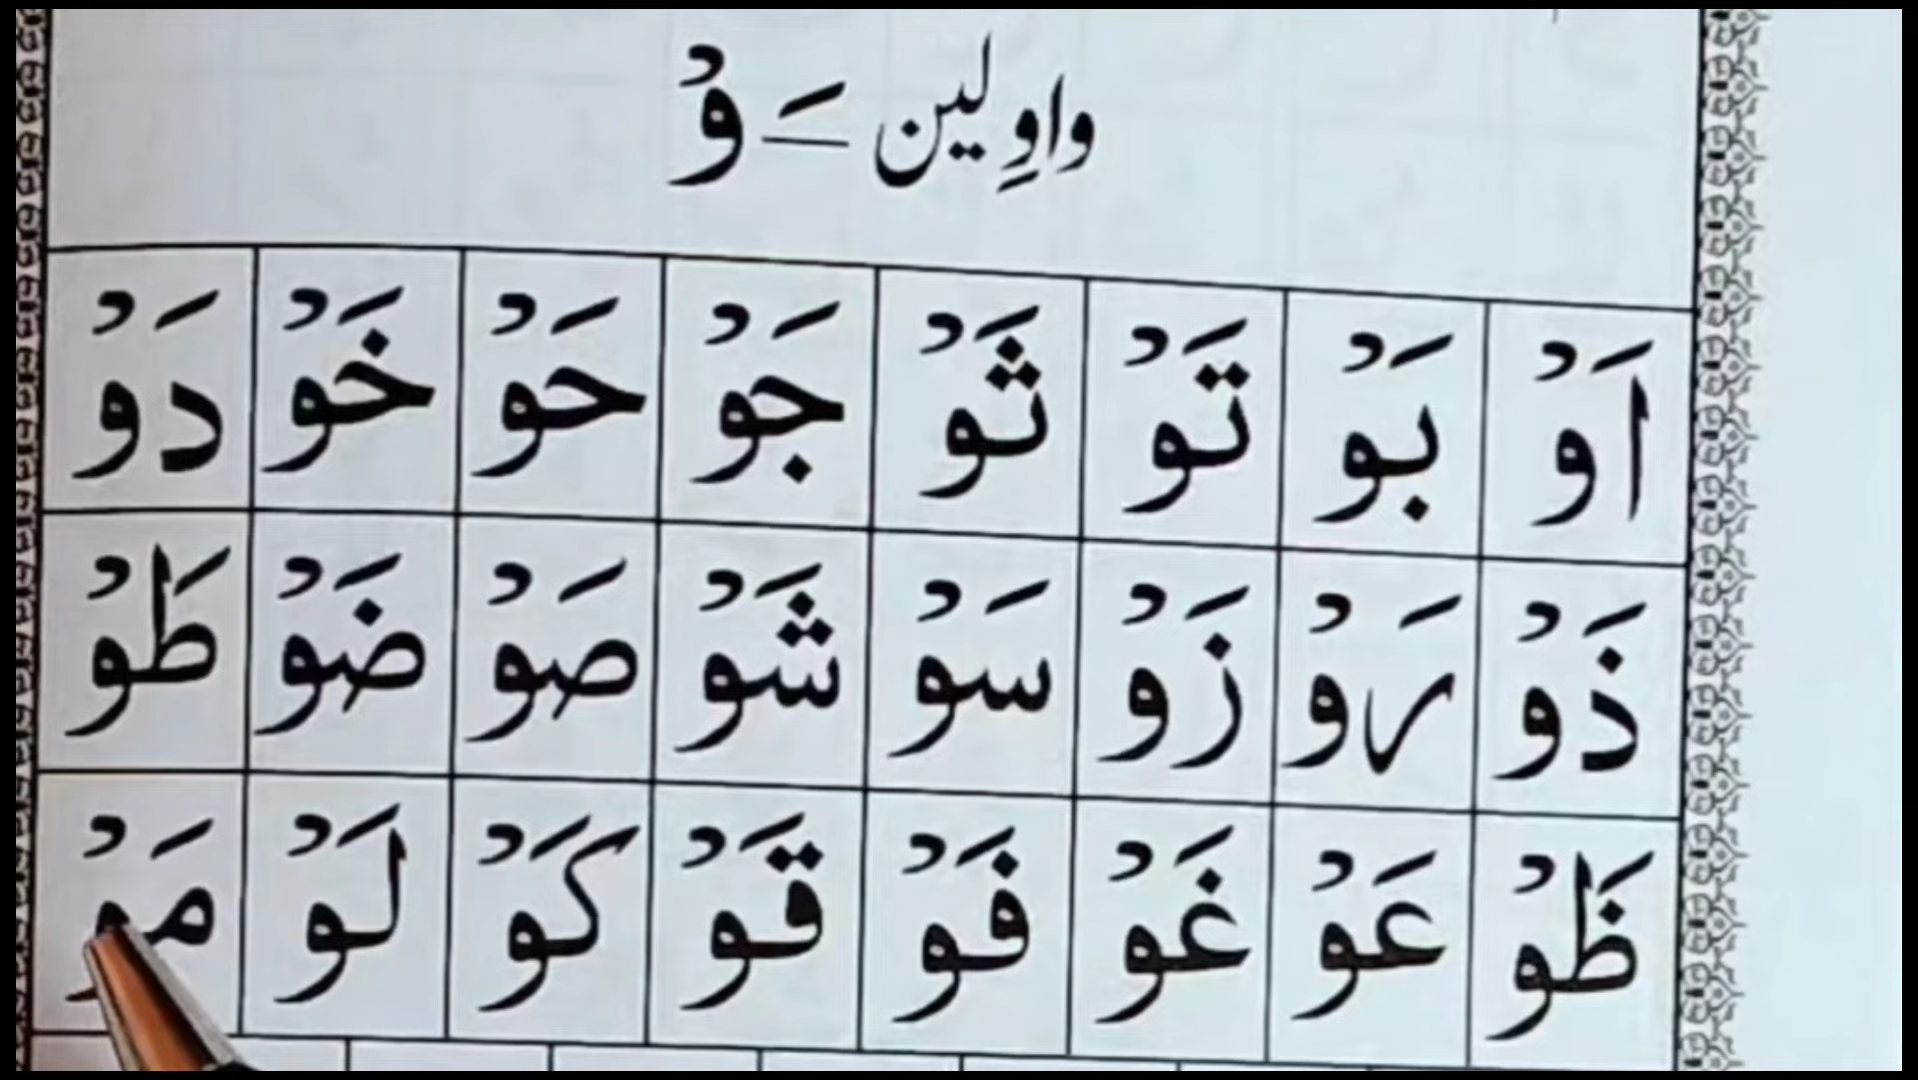 واوِ لین ـَ وْ
اَوْ بَوْ تَوْ ثَوْ جَوْ حَوْ خَوْ دَوْ
ذَوْ رَوْ زَوْ سَوْ شَوْ صَوْ ضَوْ طَوْ
ظَوْ عَوْ غَوْ فَوْ قَوْ کَوْ لَوْ مَوْ